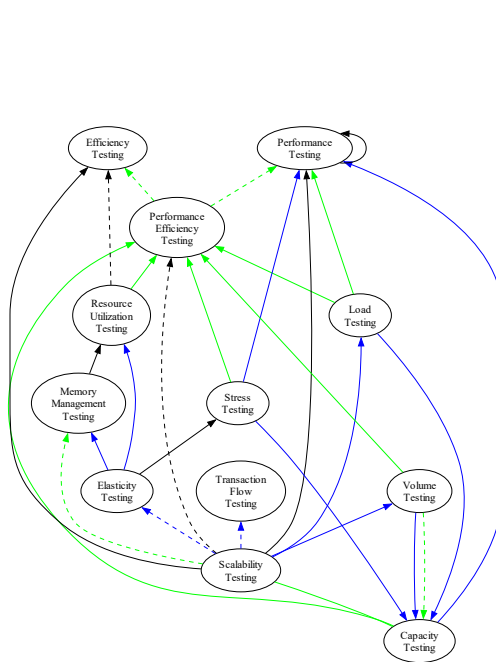 Efficiency
Testing
Performance
Testing
Performance
Efficiency
Testing
Resource
Utilization
Testing
Load
Testing
Memory
Management
Testing
Stress
Testing
Elasticity
Testing
Transaction
Flow
Testing
Volume
Testing
Scalability
Testing
Capacity
Testing